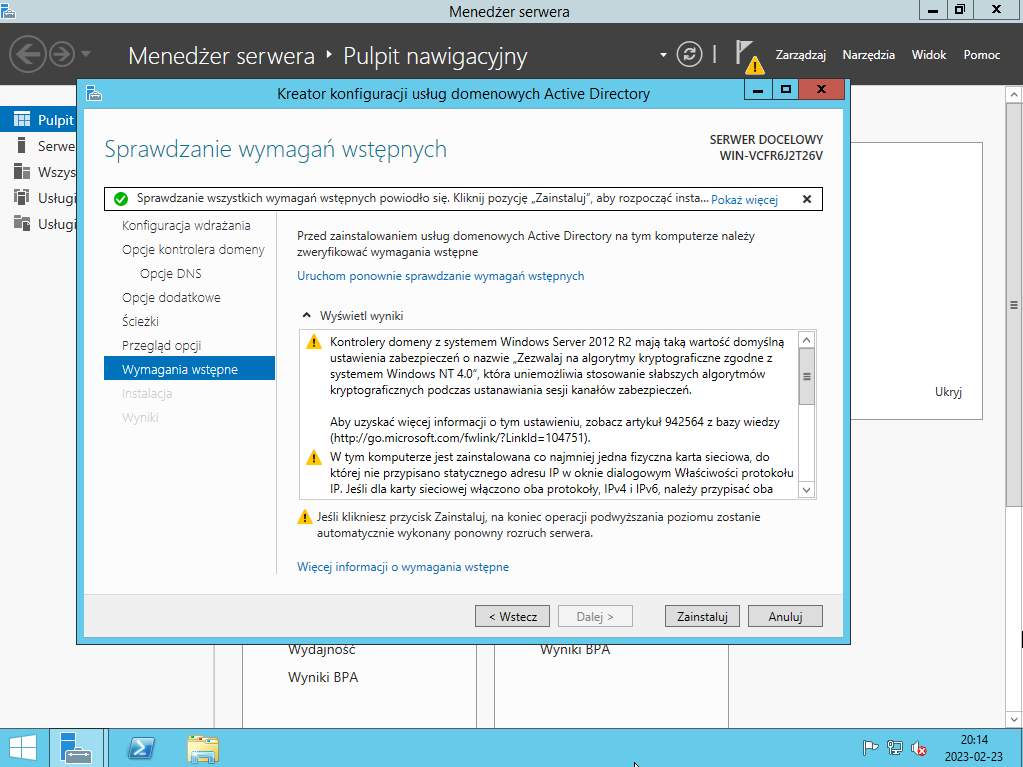 Menedżer serwera
Menedżer serwera
Pulpit nawigacyjny
Zarządzaj
Narzędzia
Widok
Pomoc
Kreator konfiguracji usług domenowych Active Directory
Pulpit
Serwe
Wszys
Usługi
Usługi
Sprawdzanie wymagań wstępnych
SERWER DOCELOWY
WIN-VCFR6J2T26V
Sprawdzanie wszystkich wymagań wstępnych powiodło się. Kliknij pozycję „Zainstaluj”, aby rozpocząć insta... Pokaż więcej
Konfiguracja wdrażania
Opcje kontrolera domeny
Opcje DNS
Opcje dodatkowe
Ścieżki
Przegląd opcji
Wymagania wstępne
Instalacja
Wyniki
Przed zainstalowaniem usług domenowych Active Directory na tym komputerze należy
zweryfikować wymagania wstępne
Uruchom ponownie sprawdzanie wymagań wstępnych
Wyświetl wyniki
Kontrolery domeny z systemem Windows Server 2012 R2 mają taką wartość domyślną
ustawienia zabezpieczeń o nazwie „Zezwalaj na algorytmy kryptograficzne zgodne z
systemem Windows NT 4.0”, która uniemożliwia stosowanie słabszych algorytmów
kryptograficznych podczas ustanawiania sesji kanałów zabezpieczeń.
Aby uzyskać więcej informacji o tym ustawieniu, zobacz artykuł 942564 z bazy wiedzy
(http://go.microsoft.com/fwlink/?LinkId=104751).
W tym komputerze jest zainstalowana co najmniej jedna fizyczna karta sieciowa, do
której nie przypisano statycznego adresu IP w oknie dialogowym Właściwości protokołu
IP. Jeśli dla karty sieciowej włączono oba protokoły, IPv4 i IPv6, należy przypisać oba
Jeśli klikniesz przycisk Zainstaluj, na koniec operacji podwyższania poziomu zostanie
automatycznie wykonany ponowny rozruch serwera.
Więcej informacji o wymagania wstępne
< Wstecz
Dalej >
Zainstaluj
Anuluj
Ukryj
Wydajność
Wyniki BPA
Wyniki BPA
20:14
2023-02-23